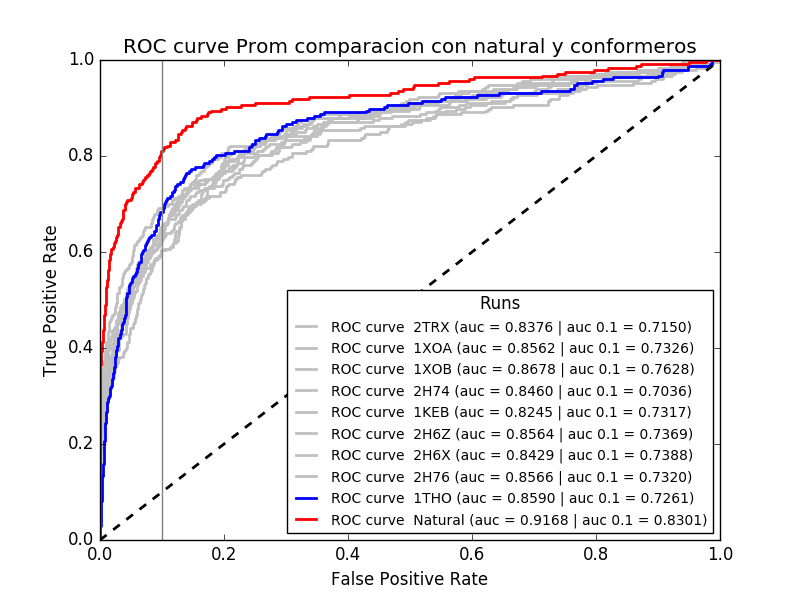 ROC curve Prom comparacion con natural y conformeros
1.0
0.8
0.6
0.4
0.2
0.0
True Positive Rate
Runs
ROC curve 2TRX (auc = 0.8376 | auc 0.1 = 0.7150)
ROC curve 1XOA (auc = 0.8562 | auc 0.1 = 0.7326)
ROC curve 1XOB (auc = 0.8678 | auc 0.1 = 0.7628)
ROC curve 2H74 (auc = 0.8460 | auc 0.1 = 0.7036)
ROC curve 1KEB (auc = 0.8245 | auc 0.1 = 0.7317)
ROC curve 2H6Z (auc = 0.8564 | auc 0.1 = 0.7369)
ROC curve 2H6X (auc = 0.8429 | auc 0.1 = 0.7388)
ROC curve 2H76 (auc = 0.8566 | auc 0.1 = 0.7320)
ROC curve 1THO (auc = 0.8590 | auc 0.1 = 0.7261)
ROC curve Natural (auc = 0.9168 | auc 0.1 = 0.8301)
0.0 0.2 0.4 0.6 0.8 1.0
False Positive Rate